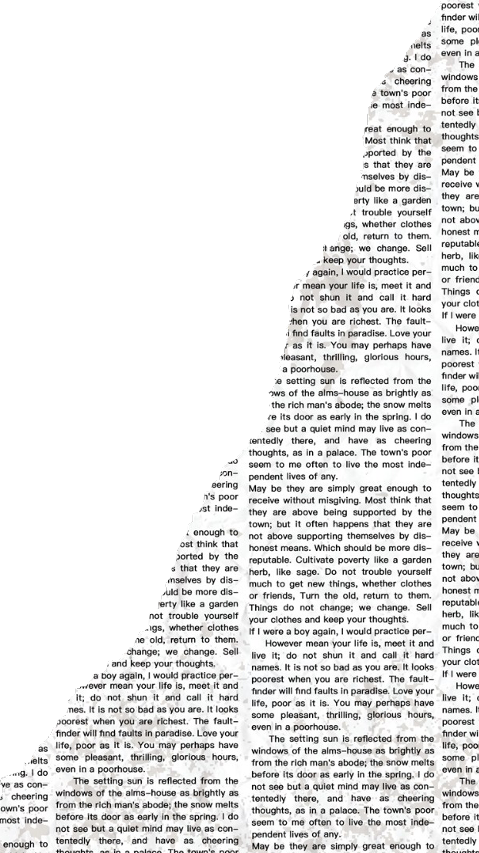 as
I do
as con–
cheering
poor
most inde–
enough to
con–
poor
inde–
enough to
most think that
ported by the
s that they are
mselves by dis–
uld be more dis–
erty like a garden
not trouble yourself
gs, whether clothes
he old, return to them.
change; we change. Sell
and keep your thoughts.
a boy again, I would practice per–
wever mean your life is, meet it and
it; do not shun it and call it hard
mes. It is not so bad as you are. It looks
poorest when you are richest. The fault–
finder will find faults in paradise. Love your
life, poor as It is. You may perhaps have
some pleasant, thrilling, glorious hours,
even in a poorhouse.
The setting sun is reflected from the
windows of the alms–house as brightly as
from the rich man's abode; the snow melts
before its door as early in the spring. I do
not see but a quiet mind may live as con–
tentedly there, and have as cheering
thoughts, as in a palace. The town's poor
as
melts
I do
as con–
cheering
town's poor
most inde–
great enough to
Most think that
pported by the
s that they are
mselves by dis–
uld be more dis–
erty like a garden
t trouble yourself
gs, whether clothes
old, return to them.
ange; we change. Sell
keep your thoughts.
again, I would practice per–
mean your life is, meet it and
not shun it and call it hard
is not so bad as you are. It looks
hen you are richest. The fault–
find faults in paradise. Love your
as it is. You may perhaps have
leasant, thrilling, glorious hours,
a poorhouse.
e setting sun is reflected from the
ows of the alms–house as brightly as
the rich man's abode; the snow melts
re its door as early in the spring. I do
see but a quiet mind may live as con–
tentedly there, and have as cheering
thoughts, as in a palace. The town's poor
seem to me often to live the most inde–
pendent lives of any.
May be they are simply great enough to
receive without misgiving. Most think that
they are above being supported by the
town; but it often happens that they are
not above supporting themselves by dis–
honest means. Which should be more dis–
reputable. Cultivate poverty like a garden
herb, like sage. Do not trouble yourself
much to get new things, whether clothes
or friends, Turn the old, return to them.
Things do not change; we change. Sell
your clothes and keep your thoughts.
If I were a boy again, I would practice per–
However mean your life is, meet it and
live it; do not shun it and call it hard
names. It is not so bad as you are. It looks
poorest when you are richest. The fault–
finder will find faults in paradise. Love your
life, poor as it is. You may perhaps have
some pleasant, thrilling, glorious hours,
even in a poorhouse.
The setting sun is reflected from the
windows of the alms–house as brightly as
from the rich man's abode; the snow melts
before its door as early in the spring. I do
not see but a quiet mind may live as con–
tentedly there, and have as cheering
thoughts, as in a palace. The town's poor
seem to me often to live the most inde–
pendent lives of any.
May be they are simply great enough to
poorest
finder wil
life, poor
some ple
even in a
The
windows
from the
before it
not see b
tentedly
thoughts
seem to
pendent
May be
receive w
they are
town; bu
not abov
honest m
reputable
herb, lik
much to
or friend
Things d
your clot
If I were
Howe
live it; d
names. It
poorest
finder wil
life, poor
some ple
even in a
The
windows
from the
before it
not see b
tentedly
thoughts
seem to
pendent
May be
receive w
they are
town; bu
not abov
honest m
reputabl
herb, lik
much to
or friend
Things d
your clot
If I were
Howe
live it; d
names. It
poorest
finder wi
life, poor
some ple
even in a
The
windows
from the
before it
not see b
tentedly
thoughts